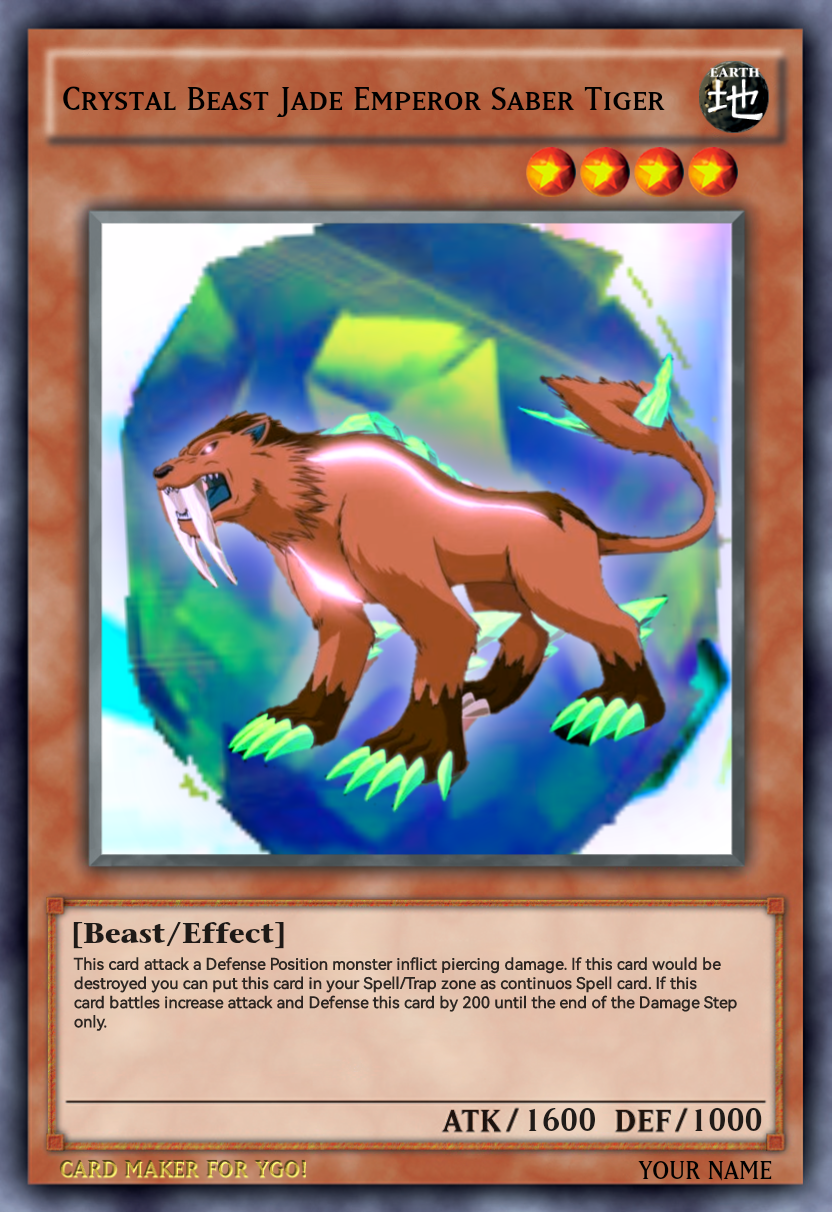 Crystal Beast Jade Emperor Saber Tiger
EARTH
地
[Beast/Effect]
This card attack a Defense Position monster inflict piercing damage. If this card would be
destroyed you can put this card in your Spell/Trap zone as continuos Spell card. If this
card battles increase attack and Defense this card by 200 until the end of the Damage Step
only.
ATK/1600 DEF/1000
CARD MAKER FOR YGO!
YOUR NAME